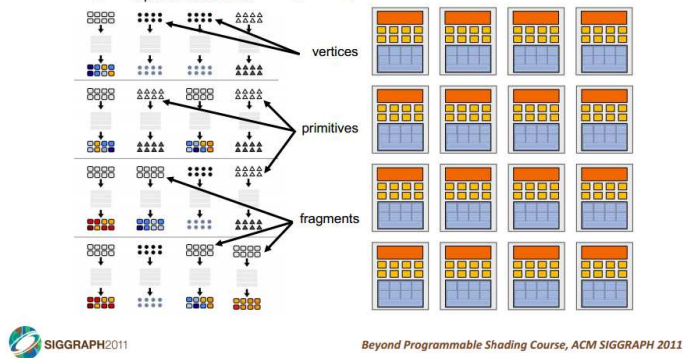 vertices
primitives
fragments
SIGGRAPH2011
Beyond Programmable Shading Course, ACM SIGGRAPH 2011